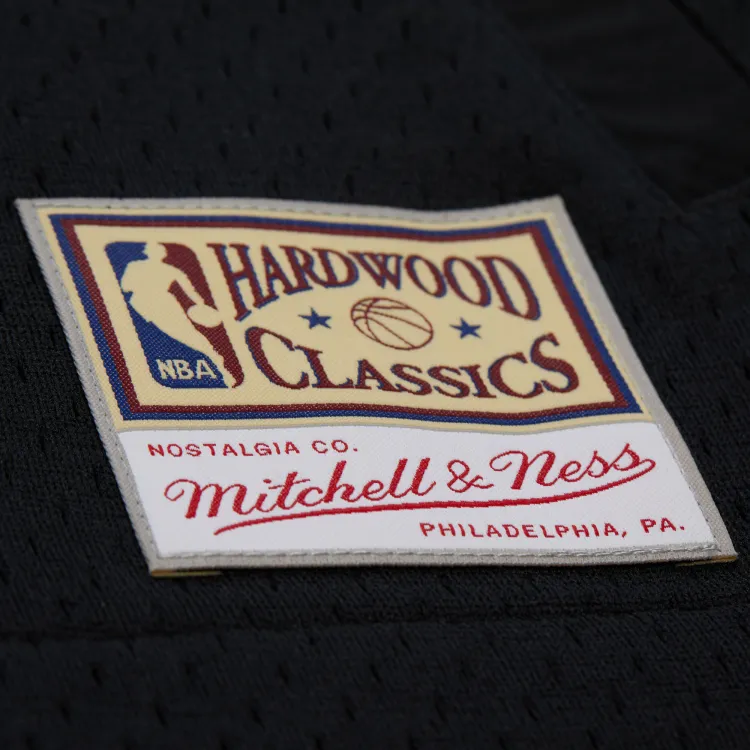 HARDWOOD
CLASSICS
NBA
NOSTALGIA CO.
Mitchell & Ness
PHILADELPHIA, PA.